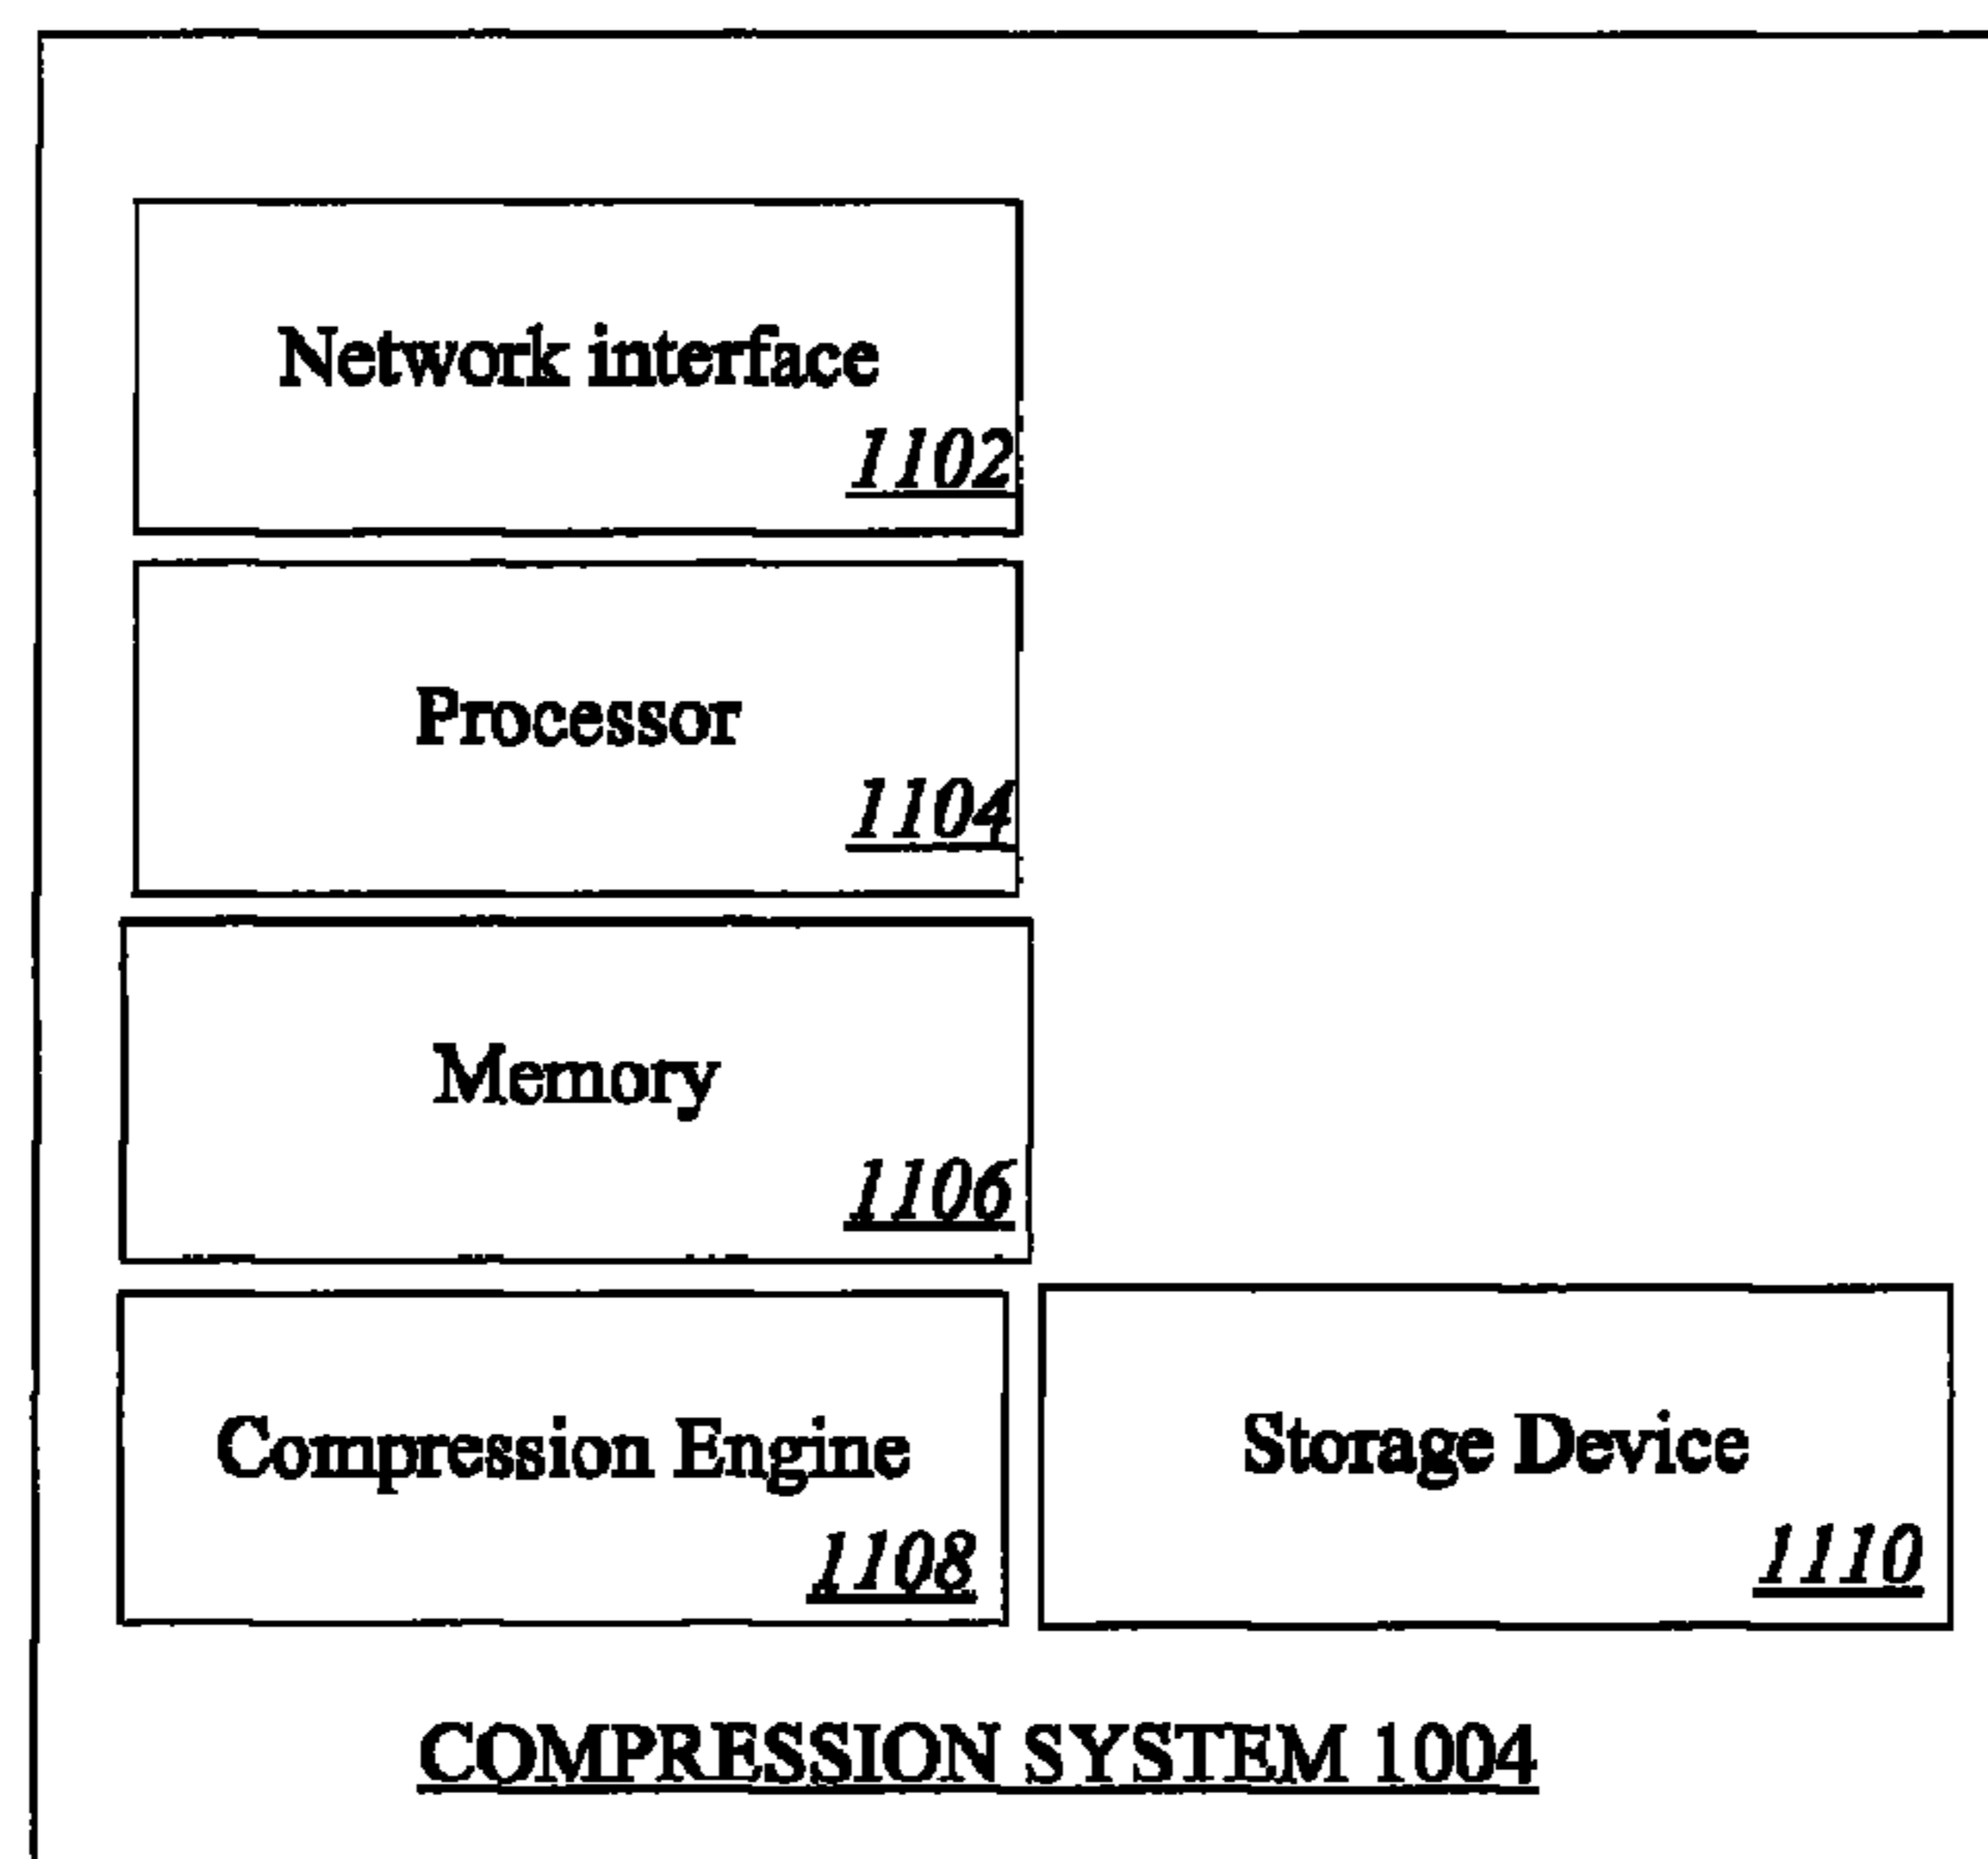 Network interface
1102
Processor
1104
Memory
1106
Compression Engine
1108
Storage Device
1110
COMPRESSION SYSTEM 1004